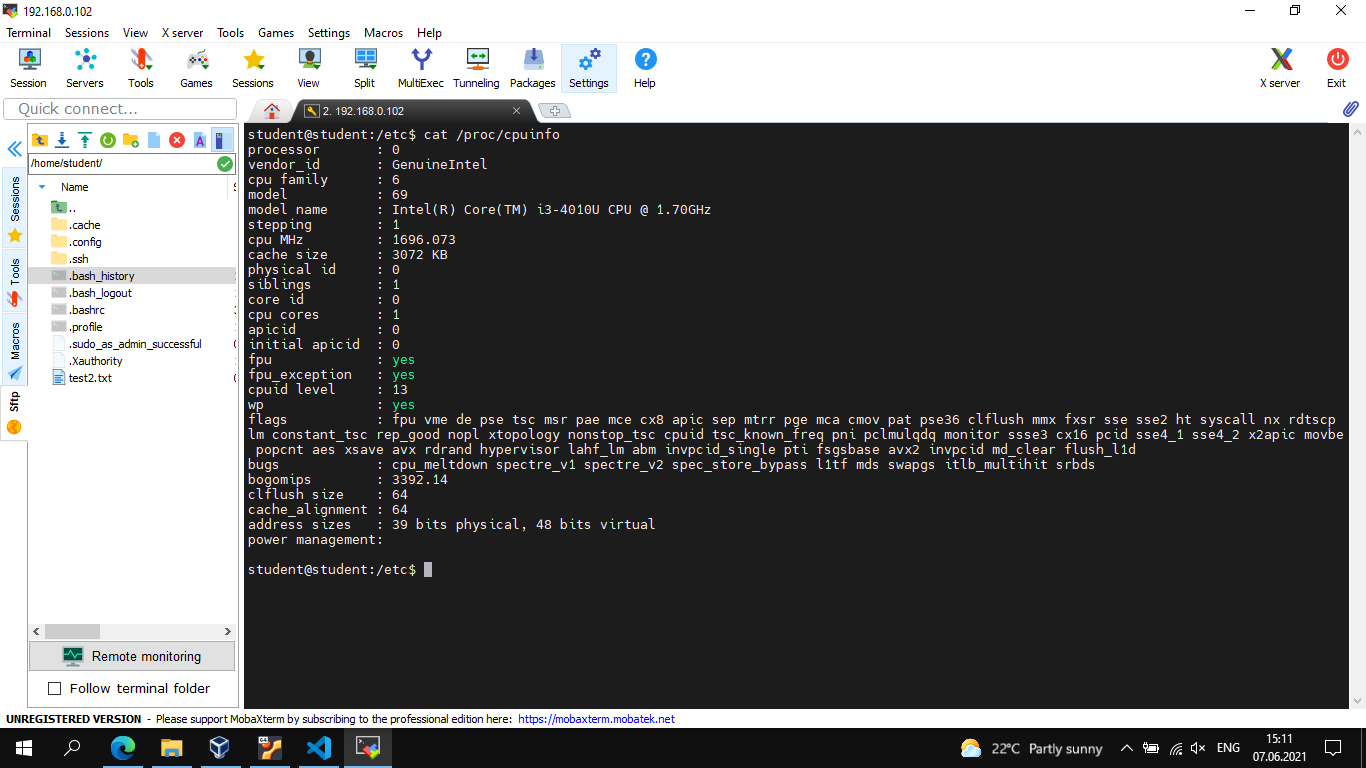 192.168.0.102
Terminal Sessions View X server Tools Games Settings Macros Help
Session Servers Tools Games Sessions View Split MultiExec Tunneling Packages Settings Help X server Exit
Quick connect...
2. 192.168.0.102
/home/student/
Name
..
.cache
.config
.ssh
.bash_history
.bash_logout
.bashrc
.profile
.sudo_as_admin_successful
.Xauthority
test2.txt
Sessions
Tools
Macros
Sftp
Remote monitoring
Follow terminal folder
student@student:/etc$ cat /proc/cpuinfo
processor : 0
vendor_id : GenuineIntel
cpu family : 6
model : 69
model name : Intel(R) Core(TM) i3-4010U CPU @ 1.70GHz
stepping : 1
cpu MHz : 1696.073
cache size : 3072 KB
physical id : 0
siblings : 1
core id : 0
cpu cores : 1
apicid : 0
initial apicid : 0
fpu : yes
fpu_exception : yes
cpuid level : 13
wp : yes
flags : fpu vme de pse tsc msr pae mce cx8 apic sep mtrr pge mca cmov pat pse36 clflush mmx fxsr sse sse2 ht syscall nx rdtscp
lm constant_tsc rep_good nopl xtopology nonstop_tsc cpuid tsc_known_freq pni pclmulqdq monitor ssse3 cx16 pcid sse4_1 sse4_2 x2apic movbe
popcnt aes xsave avx rdrand hypervisor lahf_lm abm invpcid_single pti fsgsbase avx2 invpcid md_clear flush_l1d
bugs : cpu_meltdown spectre_v1 spectre_v2 spec_store_bypass l1tf mds swapgs itlb_multihit srbds
bogomips : 3392.14
clflush size : 64
cache_alignment : 64
address sizes : 39 bits physical, 48 bits virtual
power management:
student@student:/etc$
UNREGISTERED VERSION - Please support MobaXterm by subscribing to the professional edition here: https://mobaxterm.mobatek.net
22°C Partly sunny ENG 15:11
07.06.2021